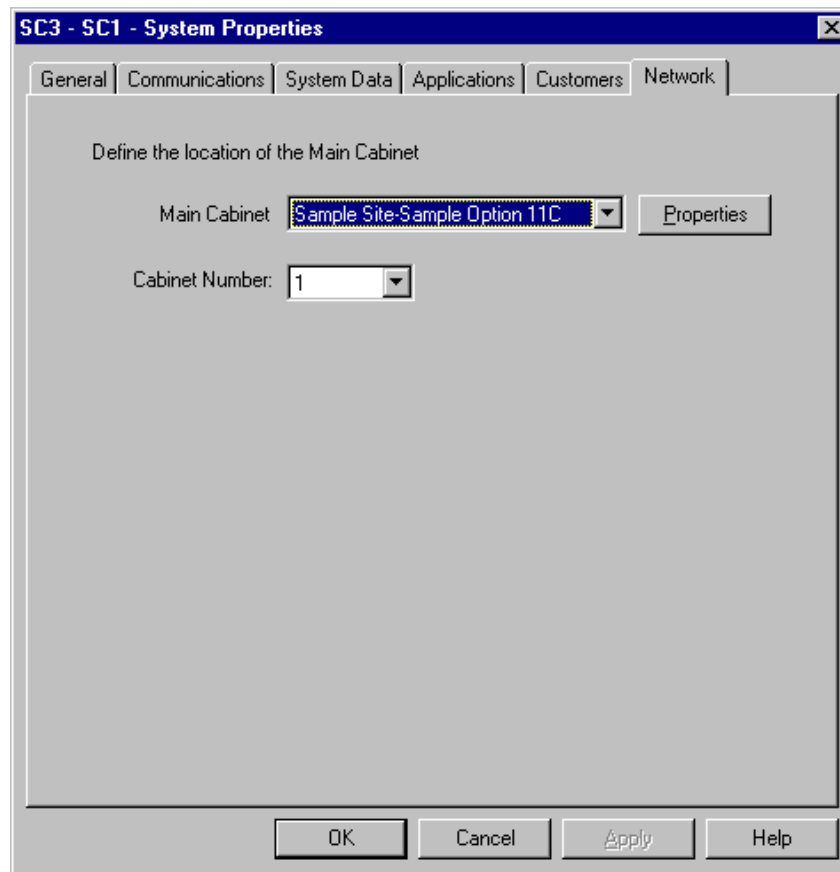 SC3 - SC1 - System Properties
General Communications System Data Applications Customers Network
Define the location of the Main Cabinet
Main Cabinet Sample Site-Sample Option 11C Properties
Cabinet Number: 1
OK Cancel Apply Help